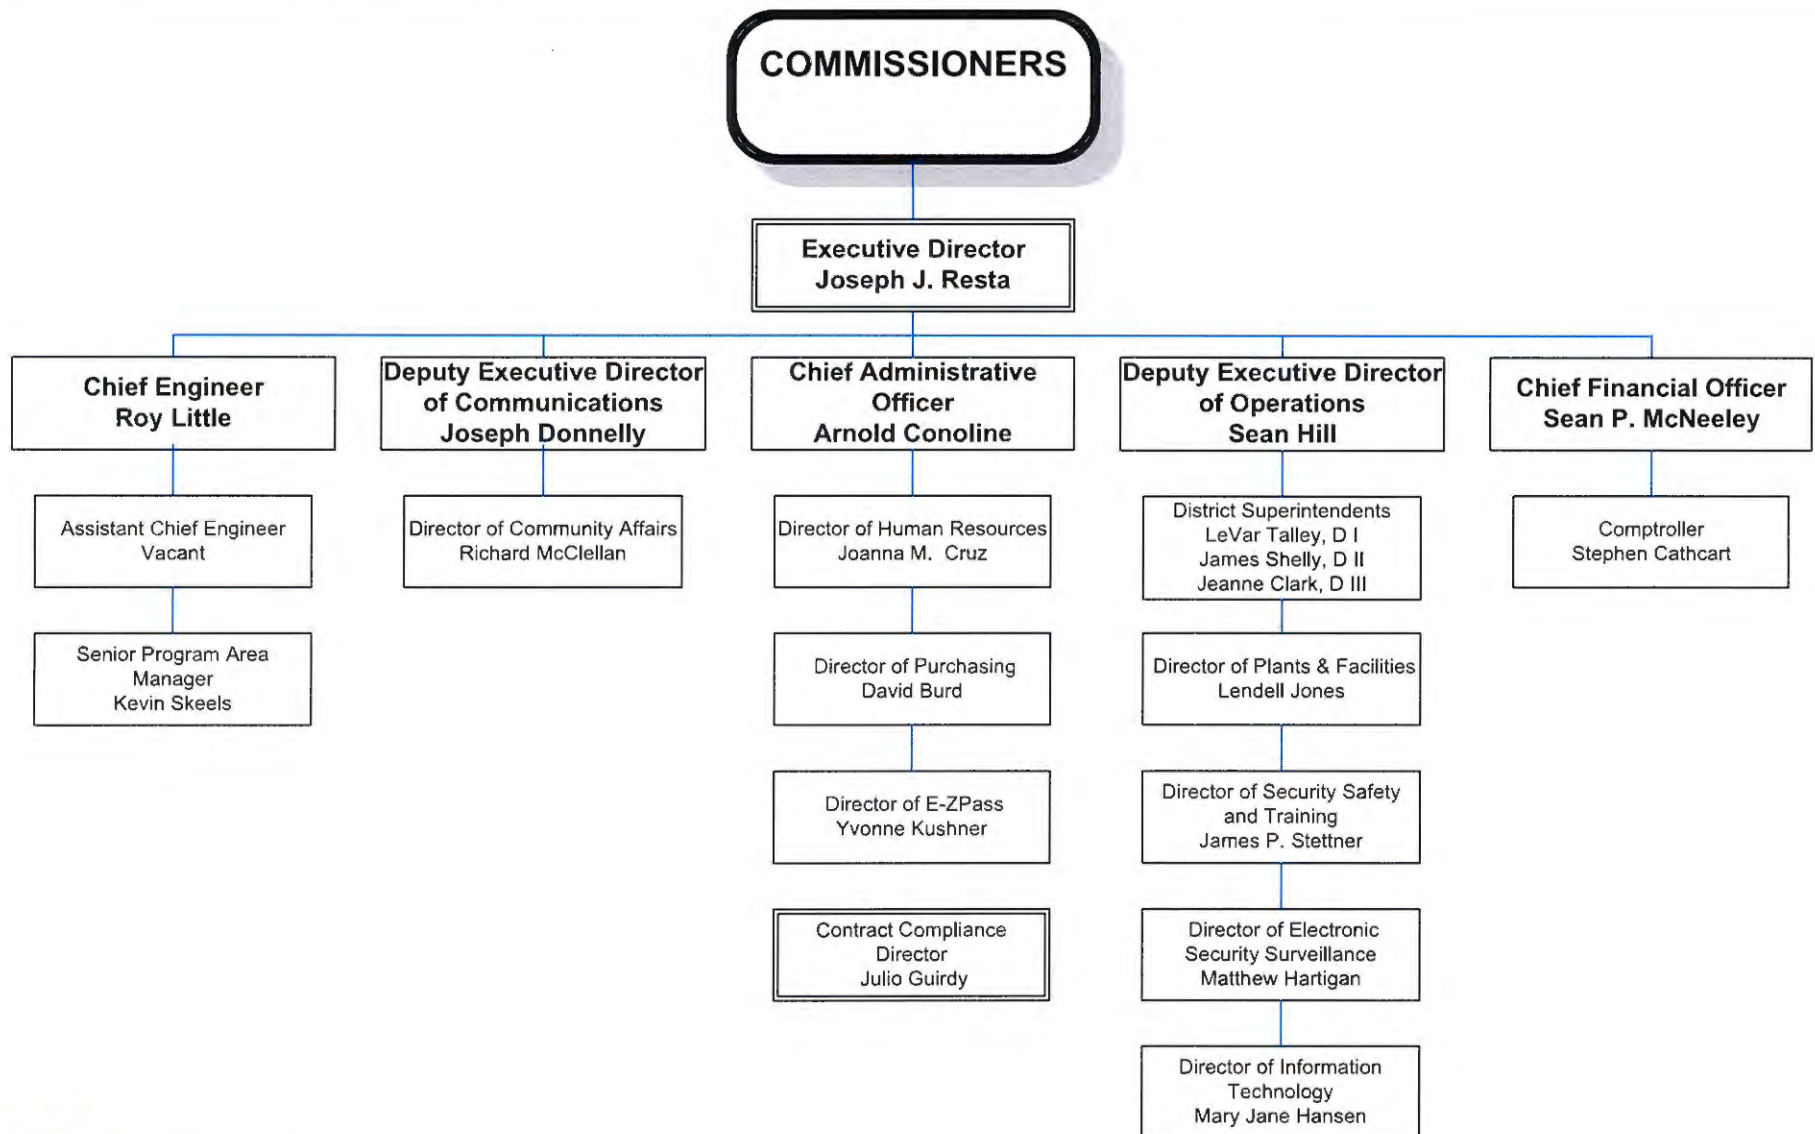 COMMISSIONERS
Executive Director
Joseph J. Resta
Chief Engineer
Roy Little
Deputy Executive Director
of Communications
Joseph Donnelly
Chief Administrative
Officer
Arnold Conoline
Deputy Executive Director
of Operations
Sean Hill
Chief Financial Officer
Sean P. McNeeley
Assistant Chief Engineer
Vacant
Director of Community Affairs
Richard McClellan
Director of Human Resources
Joanna M. Cruz
District Superintendents
LeVar Talley, D I
James Shelly, D II
Jeanne Clark, D III
Comptroller
Stephen Cathcart
Senior Program Area
Manager
Kevin Skeels
Director of Purchasing
David Burd
Director of Plants & Facilities
Lendell Jones
Director of E-ZPass
Yvonne Kushner
Director of Security Safety
and Training
James P. Stettner
Contract Compliance
Director
Julio Guirdy
Director of Electronic
Security Surveillance
Matthew Hartigan
Director of Information
Technology
Mary Jane Hansen